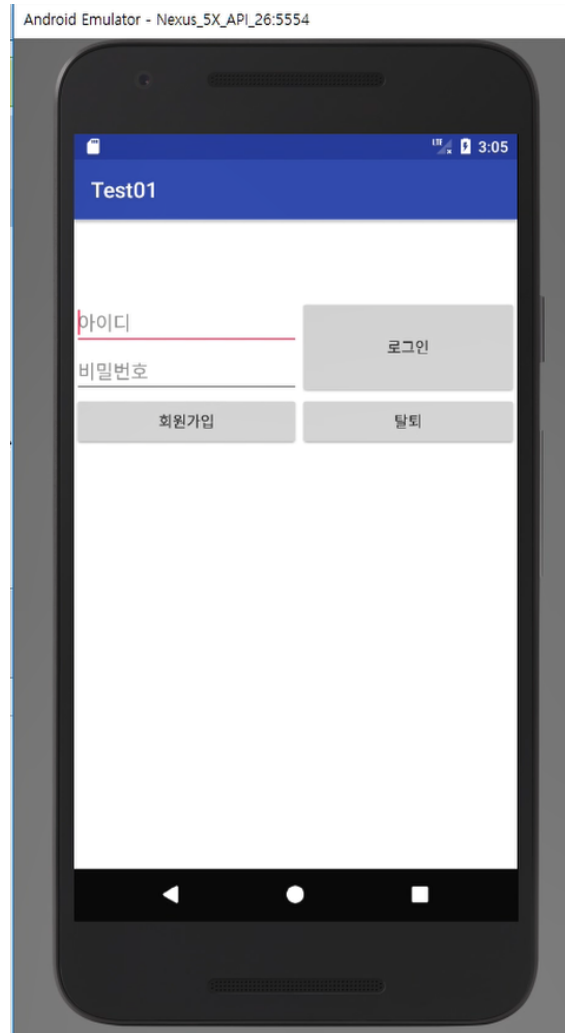 Android Emulator - Nexus_5X_API_26:5554
LTE 3:05
Test01
아이디
로그인
비밀번호
회원가입 탈퇴